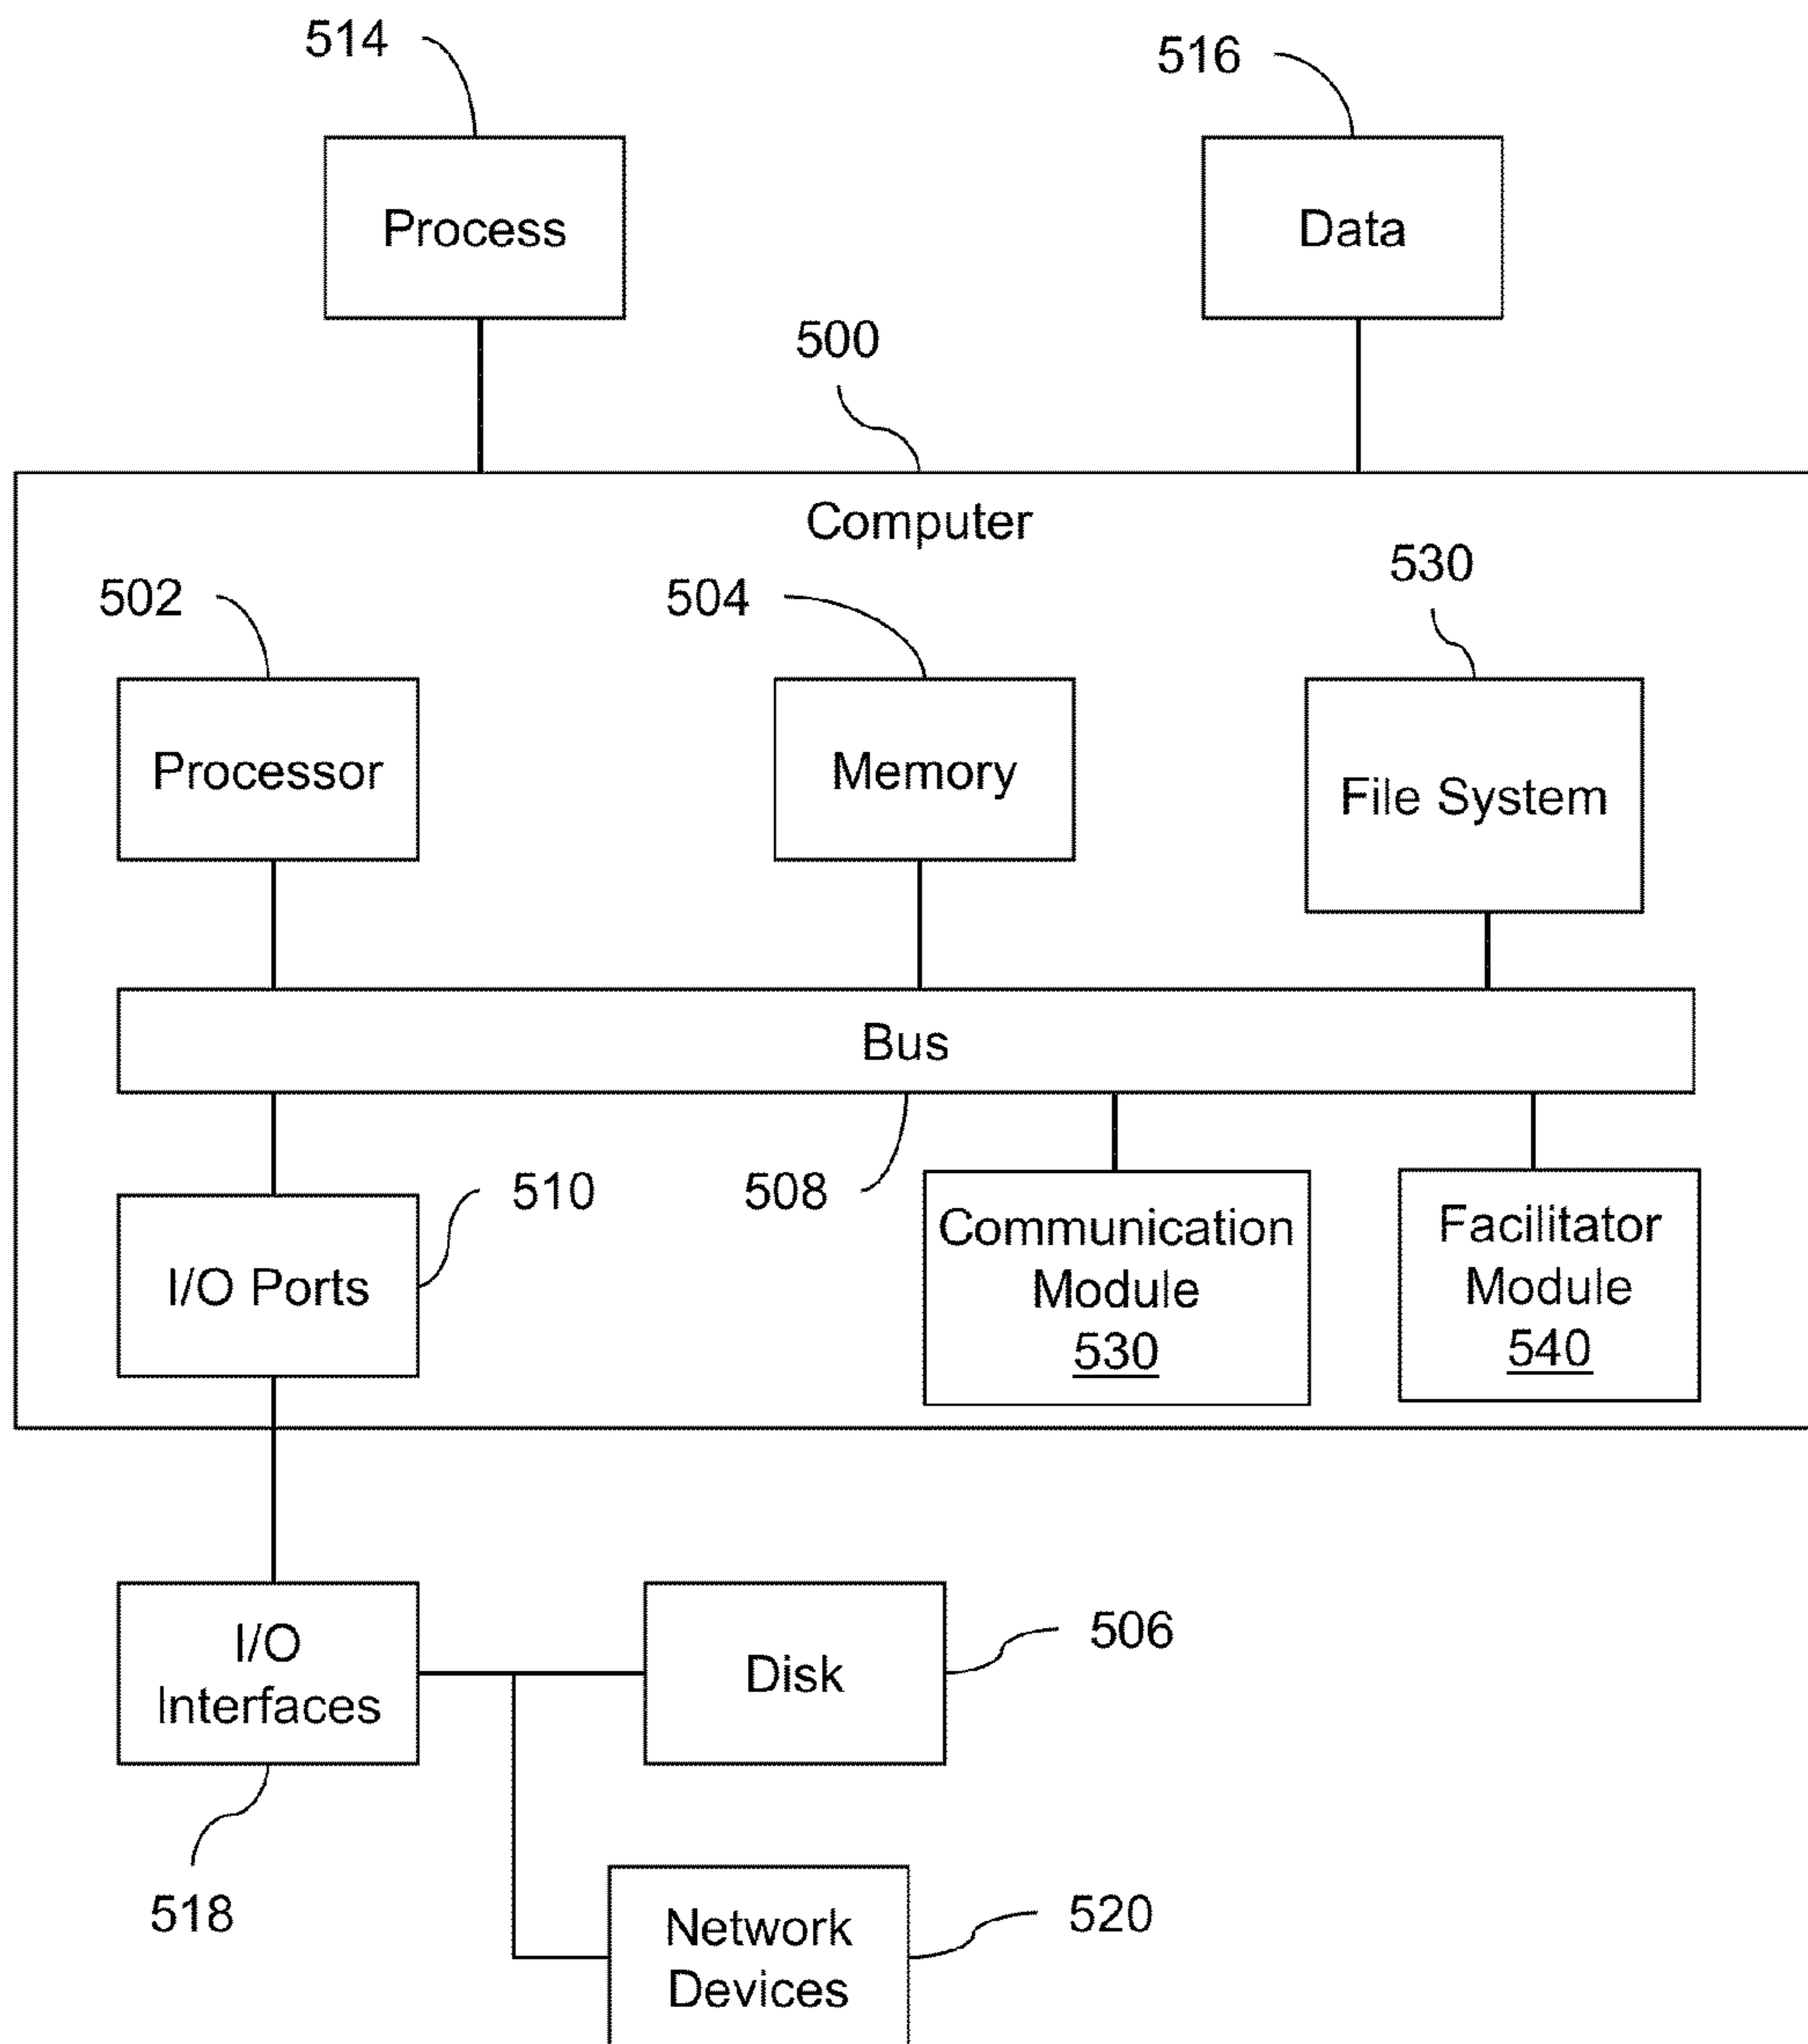 514
516
Process
Data
500
Computer
502
504
530
Processor
Memory
File System
Bus
510
508
I/O Ports
Communication
Module
530
Facilitator
Module
540
I/O
Interfaces
Disk
506
518
Network
Devices
520